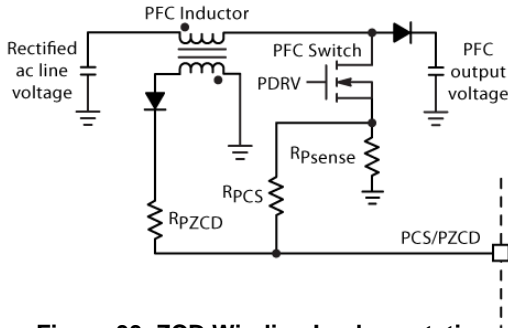 PFC Inductor
Rectified
ac line
voltage
PFC Switch
PDRV
PFC
output
voltage
RPsense
RPCS
RPZCD
PCS/PZCD